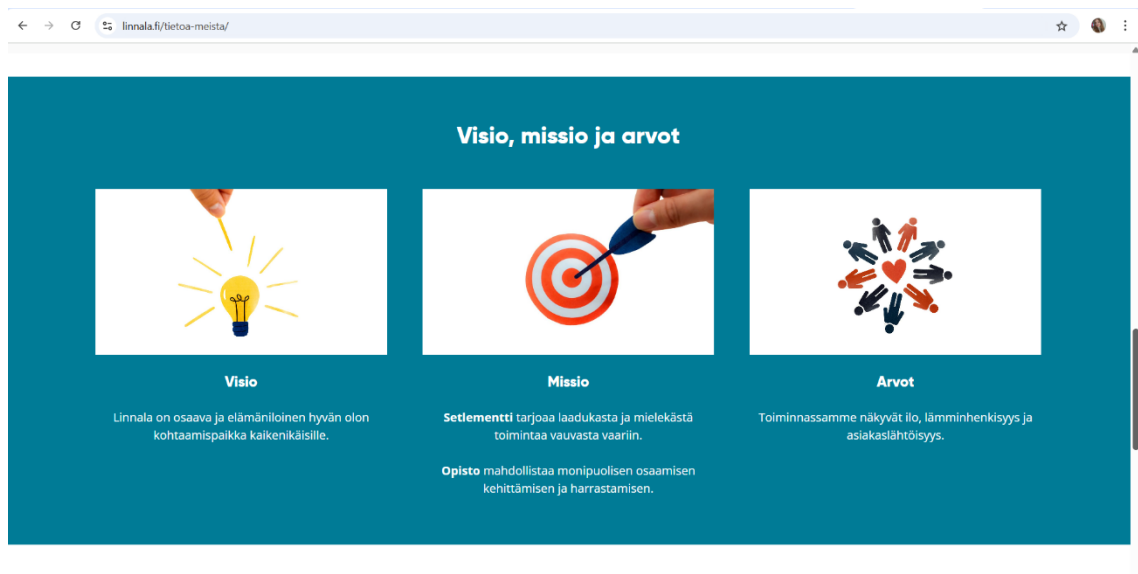 linnala.fi/tietoa-meista/
Visio, missio ja arvot
Visio
Linnala on osaava ja elämäniloinen hyvän olon
kohtaamispaikka kaikenikäisille.
Missio
Setlementti tarjoaa laadukasta ja mielekästä
toimintaa vauvasta vaariin.
Opisto mahdollistaa monipuolisen osaamisen
kehittämisen ja harrastamisen.
Arvot
Toiminnassamme näkyvät ilo, lämminhenkisyys ja
asiakaslähtöisyys.